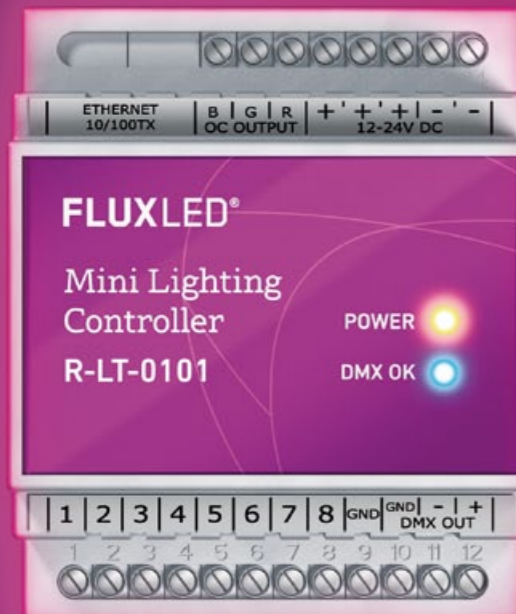 ETHERNET
10/100TX
B G R
OC OUTPUT
+ + + - -
12-24V DC
FLUXLED®
Mini Lighting
Controller
R-LT-0101
POWER
DMX OK
1 2 3 4 5 6 7 8 GND GND - +
DMX OUT
1 2 3 4 5 6 7 8 9 10 11 12